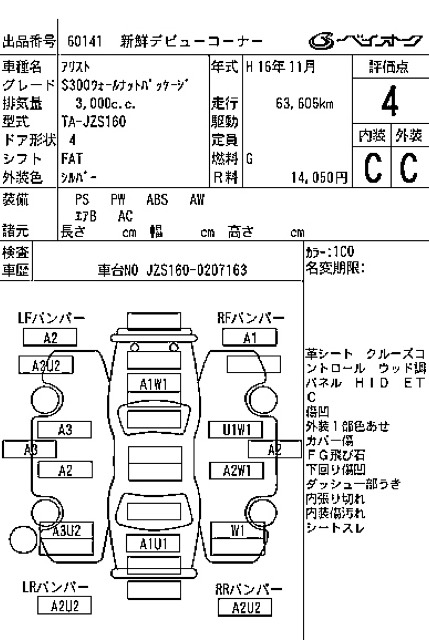 出品番号 60141 新鮮デビューコーナー ベイオーク
車種名 アリスト 年式 H 16年 11月 評価点
グレード S300ウォールナットパッケージ
排気量 3,000c.c. 走行 63,605km 4
型式 TA-JZS160 駆動
ドア形状 4 定員 内装 外装
シフト FAT 燃料 G C C
外装色 シルバー R料 14,050円
装備 PS PW ABS AW
エアB AC
諸元 長さ cm 幅 cm 高さ cm
検査 カラー:1C0
車歴 車台NO JZS160-0207163 名変期限:
LFバンパー RFバンパー
A2 A1
A3U2
A1W1
A3 U1W1
A3 A2
A2 A2W1
A3U2 W1
A1U1
LRバンパー RRバンパー
A2U2 A2U2
革シート クルーズコ
ントロール ウッド調
パネル HID ET
C
傷凹
外装1部色あせ
カバー傷
FG飛び石
下回り傷凹
ダッシュ一部うき
内張り切れ
内装傷汚れ
シートスレ